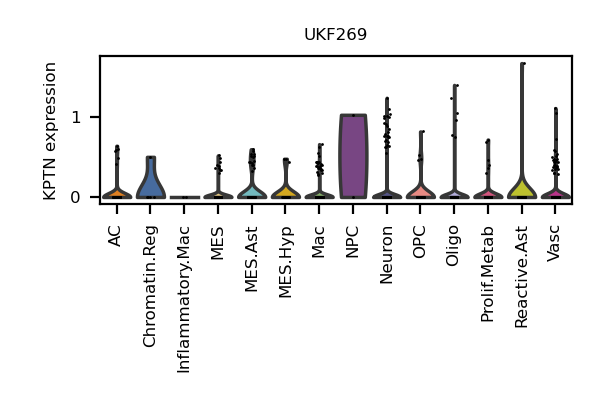 UKF269
KPTN expression
1
0
AC
Chromatin.Reg
Inflammatory.Mac
MES
MES.Ast
MES.Hyp
Mac
NPC
Neuron
OPC
Oligo
Prolif.Metab
Reactive.Ast
Vasc